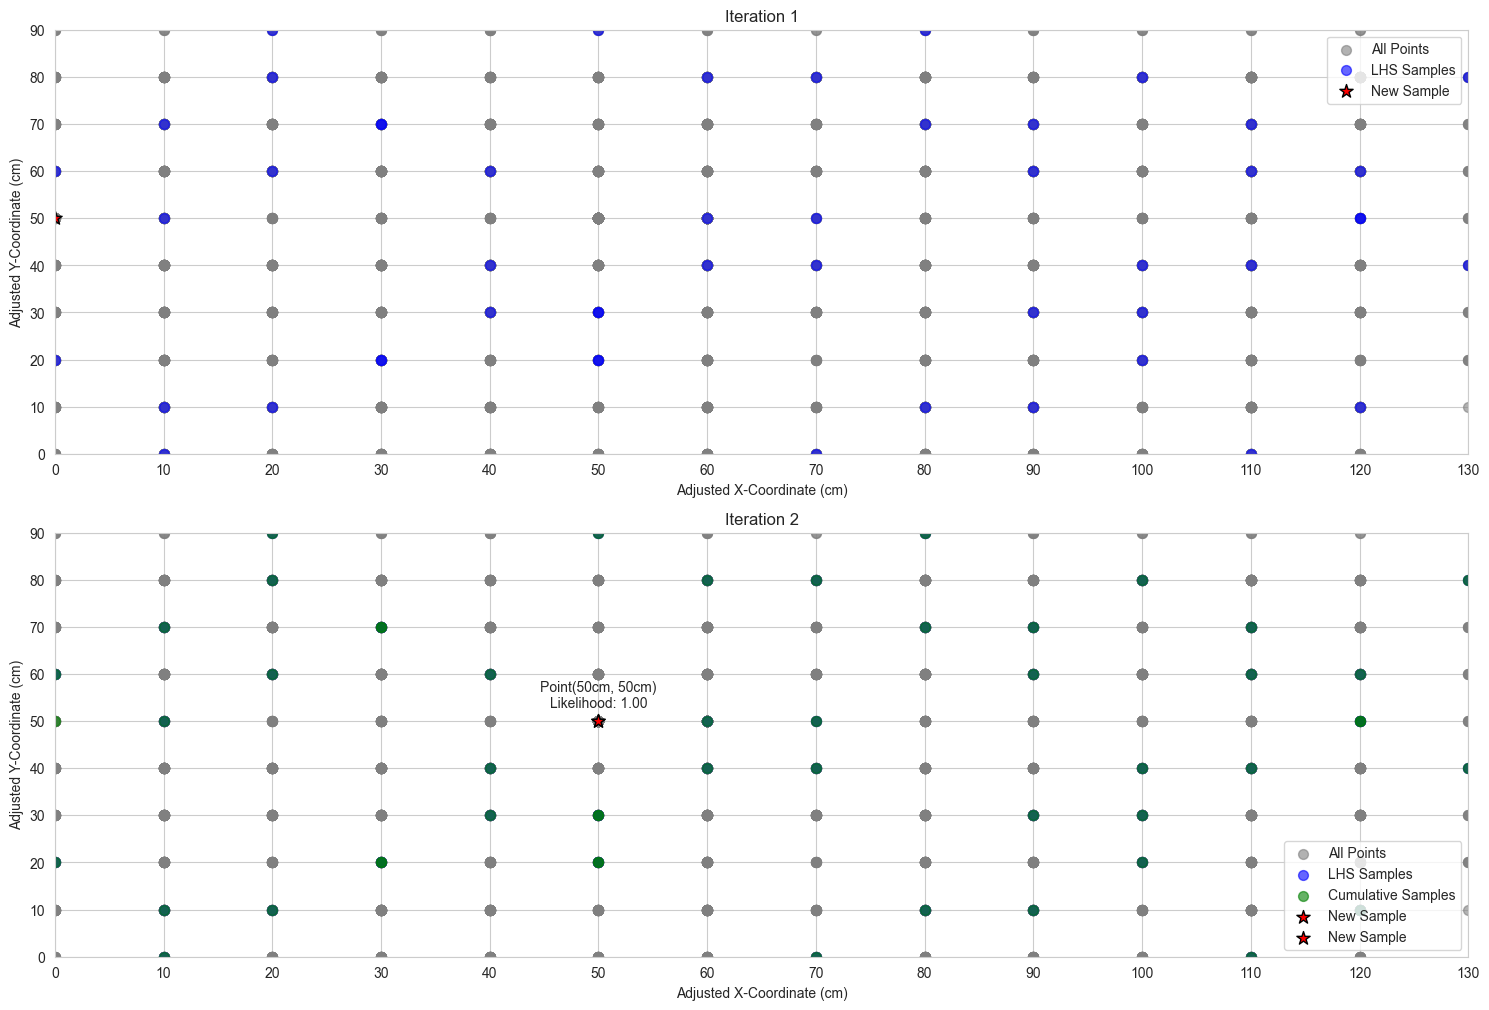 Iteration 1
90
80
70
60
50
40
30
20
10
0
Adjusted Y-Coordinate (cm)
All Points
LHS Samples
New Sample
0 10 20 30 40 50 60 70 80 90 100 110 120 130
Adjusted X-Coordinate (cm)
Iteration 2
90
80
70
60
50
40
30
20
10
0
Adjusted Y-Coordinate (cm)
Point(50cm, 50cm)
Likelihood: 1.00
All Points
LHS Samples
Cumulative Samples
New Sample
New Sample
0 10 20 30 40 50 60 70 80 90 100 110 120 130
Adjusted X-Coordinate (cm)